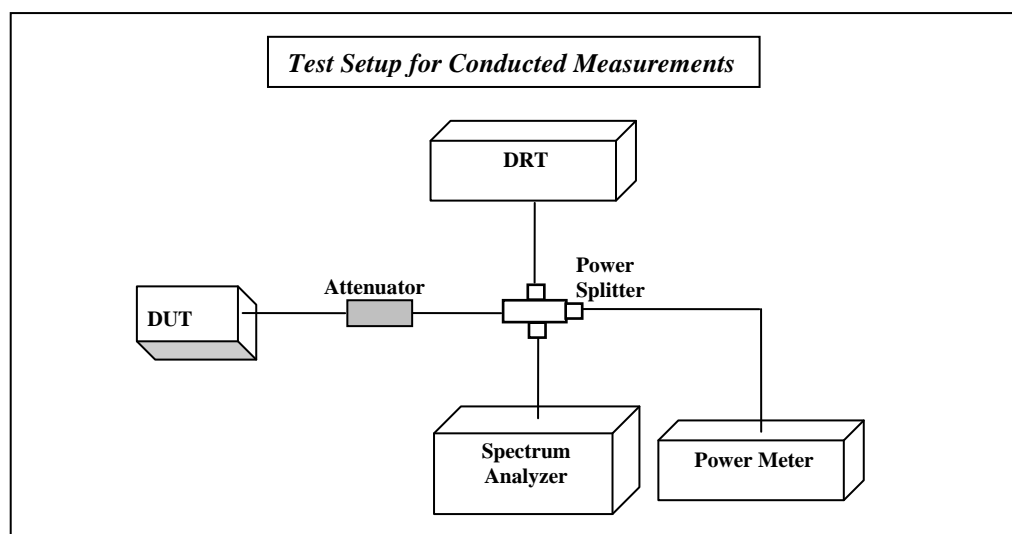 Test Setup for Conducted Measurements
DRT
Power
Splitter
Attenuator
DUT
Spectrum
Analyzer
Power Meter